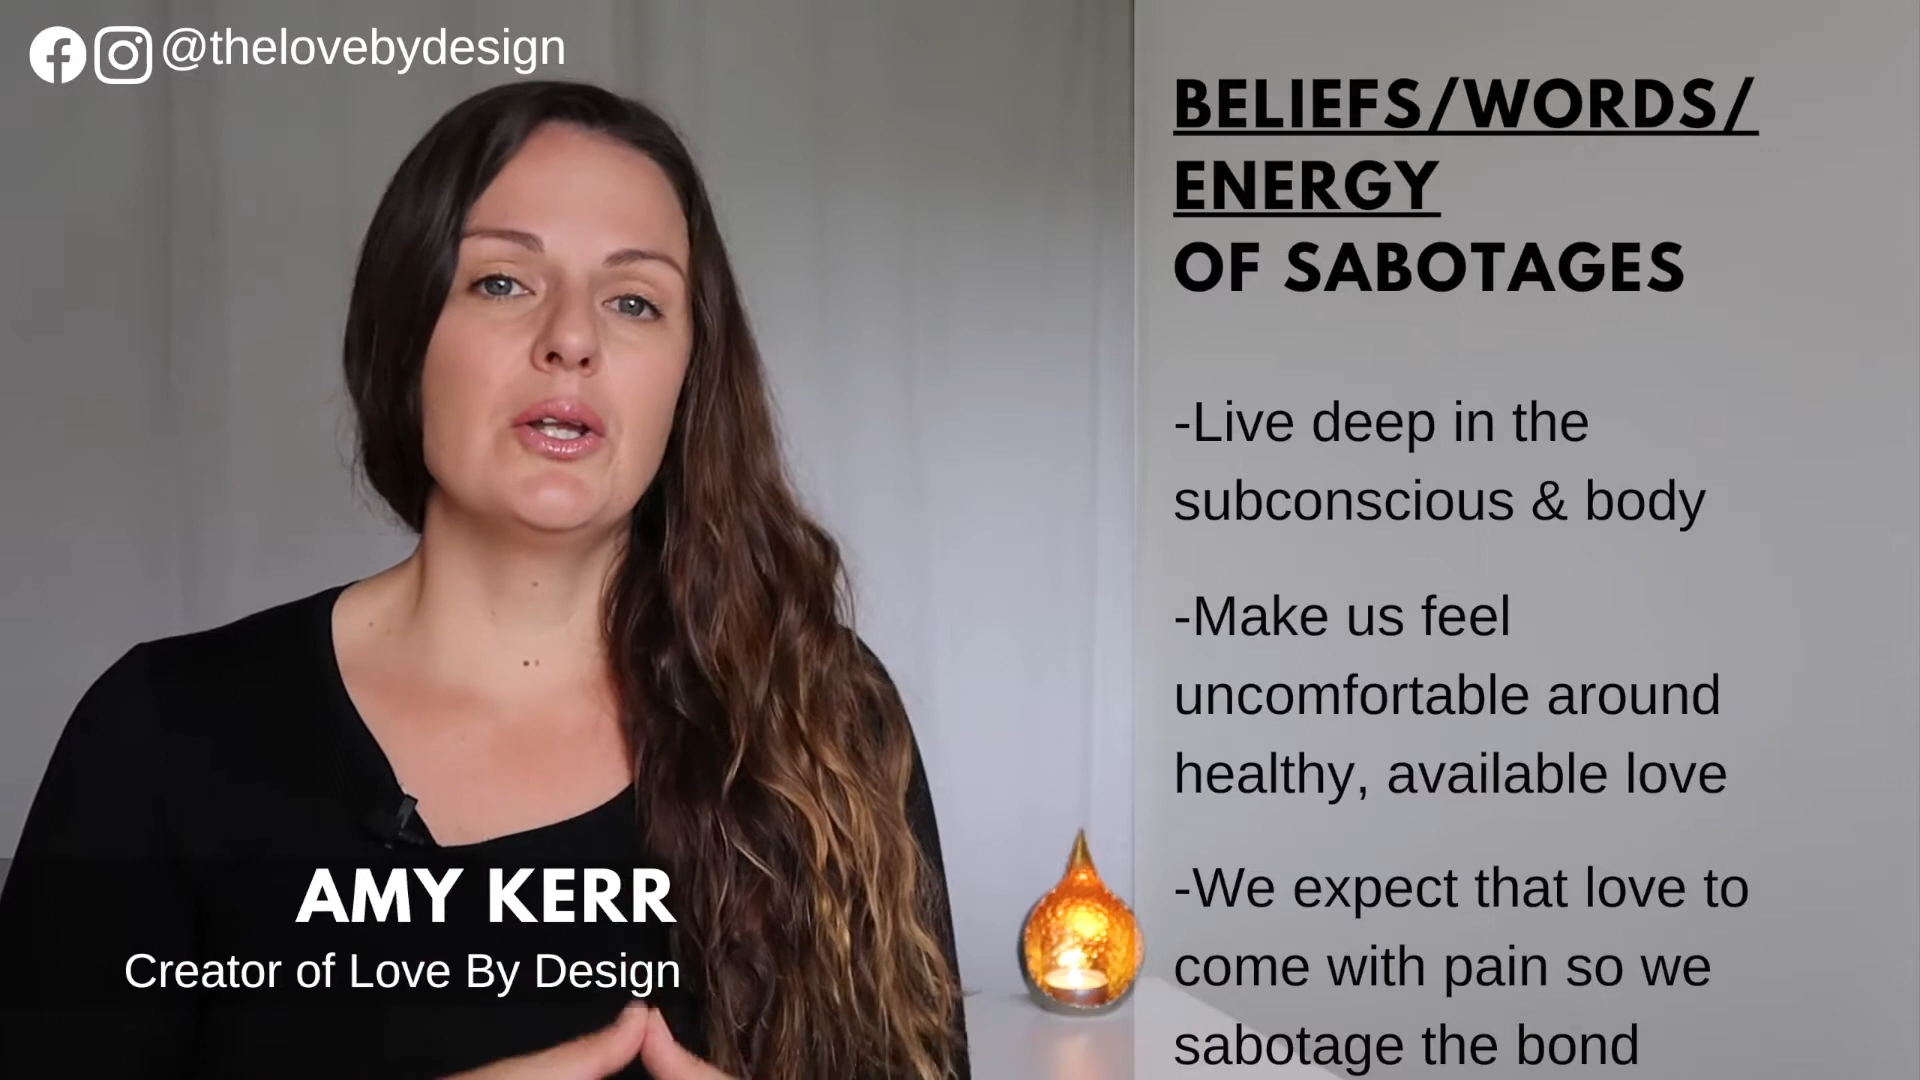 @thelovebydesign
BELIEFS/WORDS/
ENERGY
OF SABOTAGES
-Live deep in the
subconscious & body
-Make us feel
uncomfortable around
healthy, available love
-We expect that love to
come with pain so we
sabotage the bond
AMY KERR
Creator of Love By Design